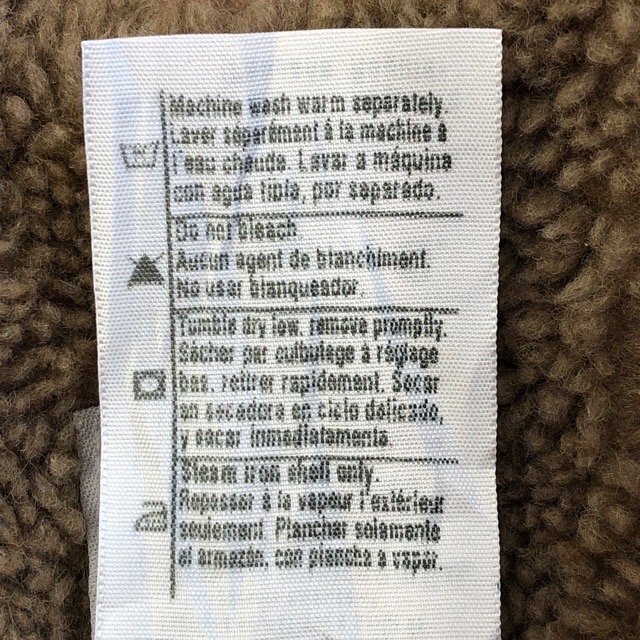 Machine wash warm separately
Laver séparément à la machine à
l'eau chaude. Lavar a máquina
con agua tibia, por separado.
Do not bleach
Aucun agent de blanchiment.
No usar blanqueador.
Tumble dry low, remove promptly.
Sécher par culbutage à réglage
bas, retirer rapidement. Secar
en secadora en ciclo delicado,
y sacar inmediatamente
Steam iron shell only.
Repasser à la vapeur l'extérieur
seulement. Planchar solamente
el armazón, con plancha a vapor.